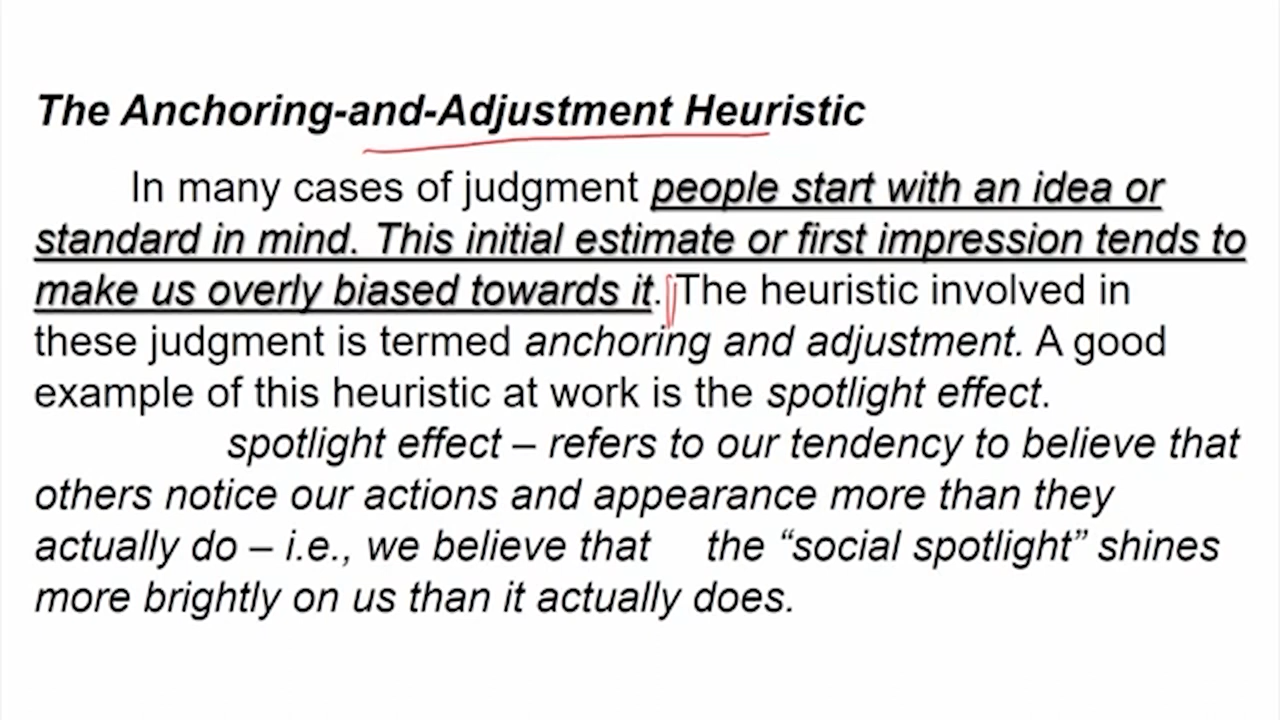 The Anchoring-and-Adjustment Heuristic
In many cases of judgment people start with an idea or
standard in mind. This initial estimate or first impression tends to
make us overly biased towards it. The heuristic involved in
these judgment is termed anchoring and adjustment. A good
example of this heuristic at work is the spotlight effect.
spotlight effect – refers to our tendency to believe that
others notice our actions and appearance more than they
actually do – i.e., we believe that the “social spotlight” shines
more brightly on us than it actually does.